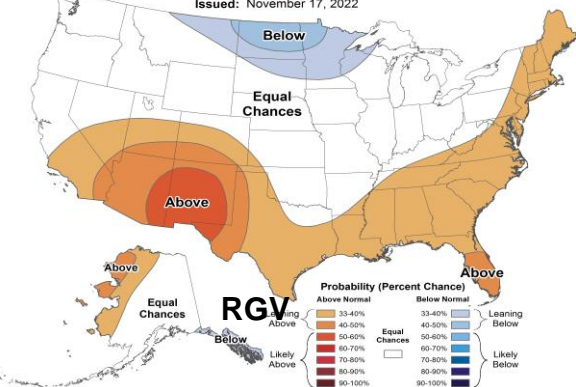 Issued: November 17, 2022
Below
Equal
Chances
Above
Above
Above
Equal
Chances
RGV
Below
Probability (Percent Chance)
Above Normal
Below Normal
Leaning
Above
33-40%
40-50%
50-60%
60-70%
70-80%
80-90%
90-100%
Likely
Above
Equal
Chances
33-40%
40-50%
50-60%
60-70%
70-80%
80-90%
90-100%
Leaning
Below
Likely
Below